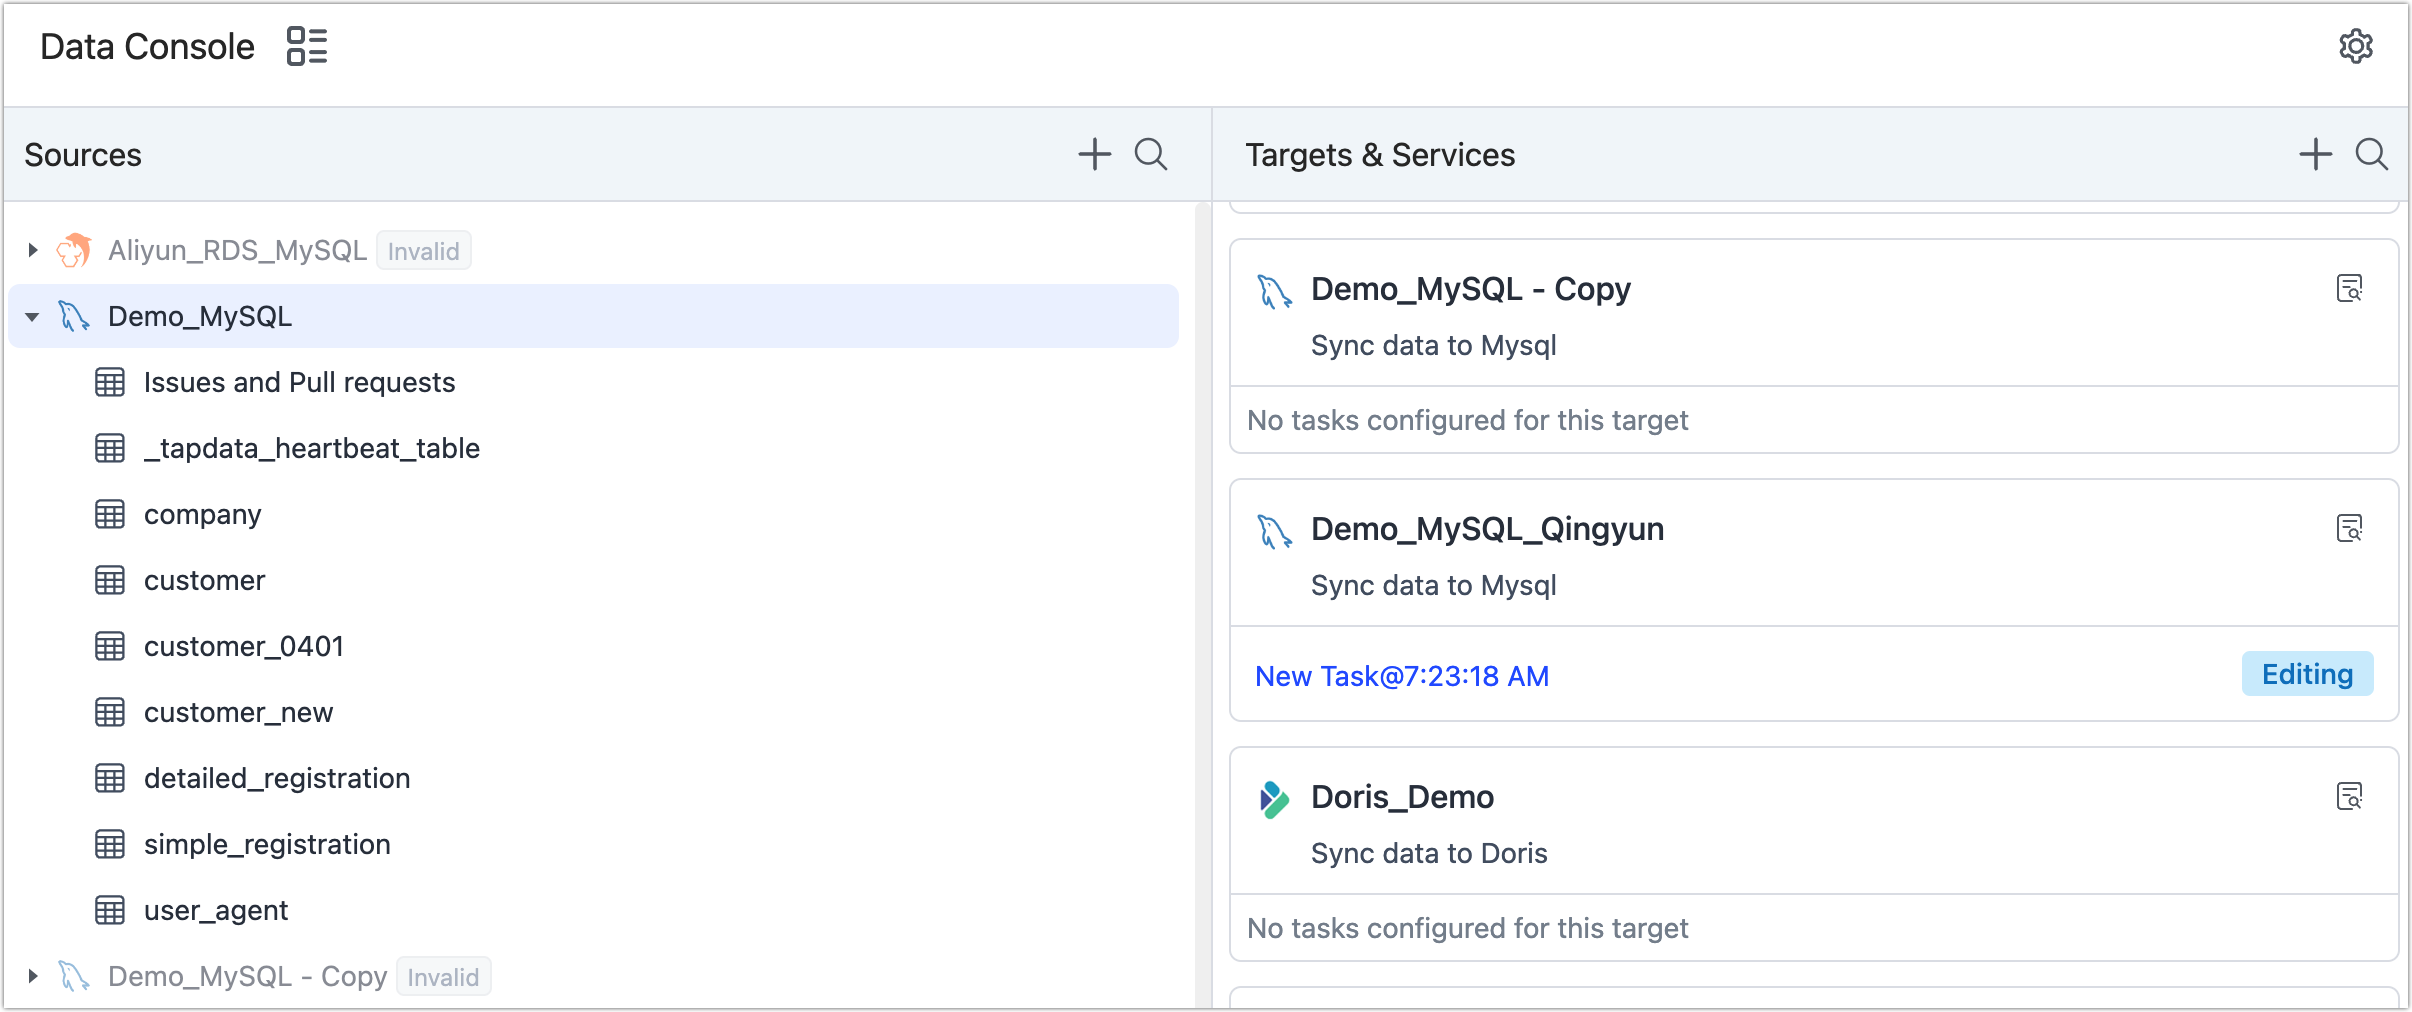 Data Console
Sources
Aliyun_RDS_MySQL Invalid
Demo_MySQL
Issues and Pull requests
_tapdata_heartbeat_table
company
customer
customer_0401
customer_new
detailed_registration
simple_registration
user_agent
Demo_MySQL - Copy Invalid
Targets & Services
Demo_MySQL - Copy
Sync data to Mysql
No tasks configured for this target
Demo_MySQL_Qingyun
Sync data to Mysql
New Task@7:23:18 AM Editing
Doris_Demo
Sync data to Doris
No tasks configured for this target